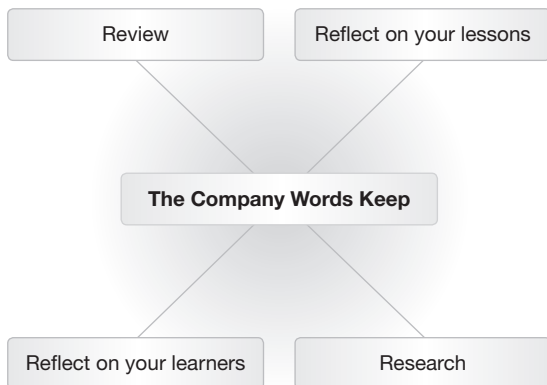 Review
Reflect on your lessons
The Company Words Keep
Reflect on your learners
Research